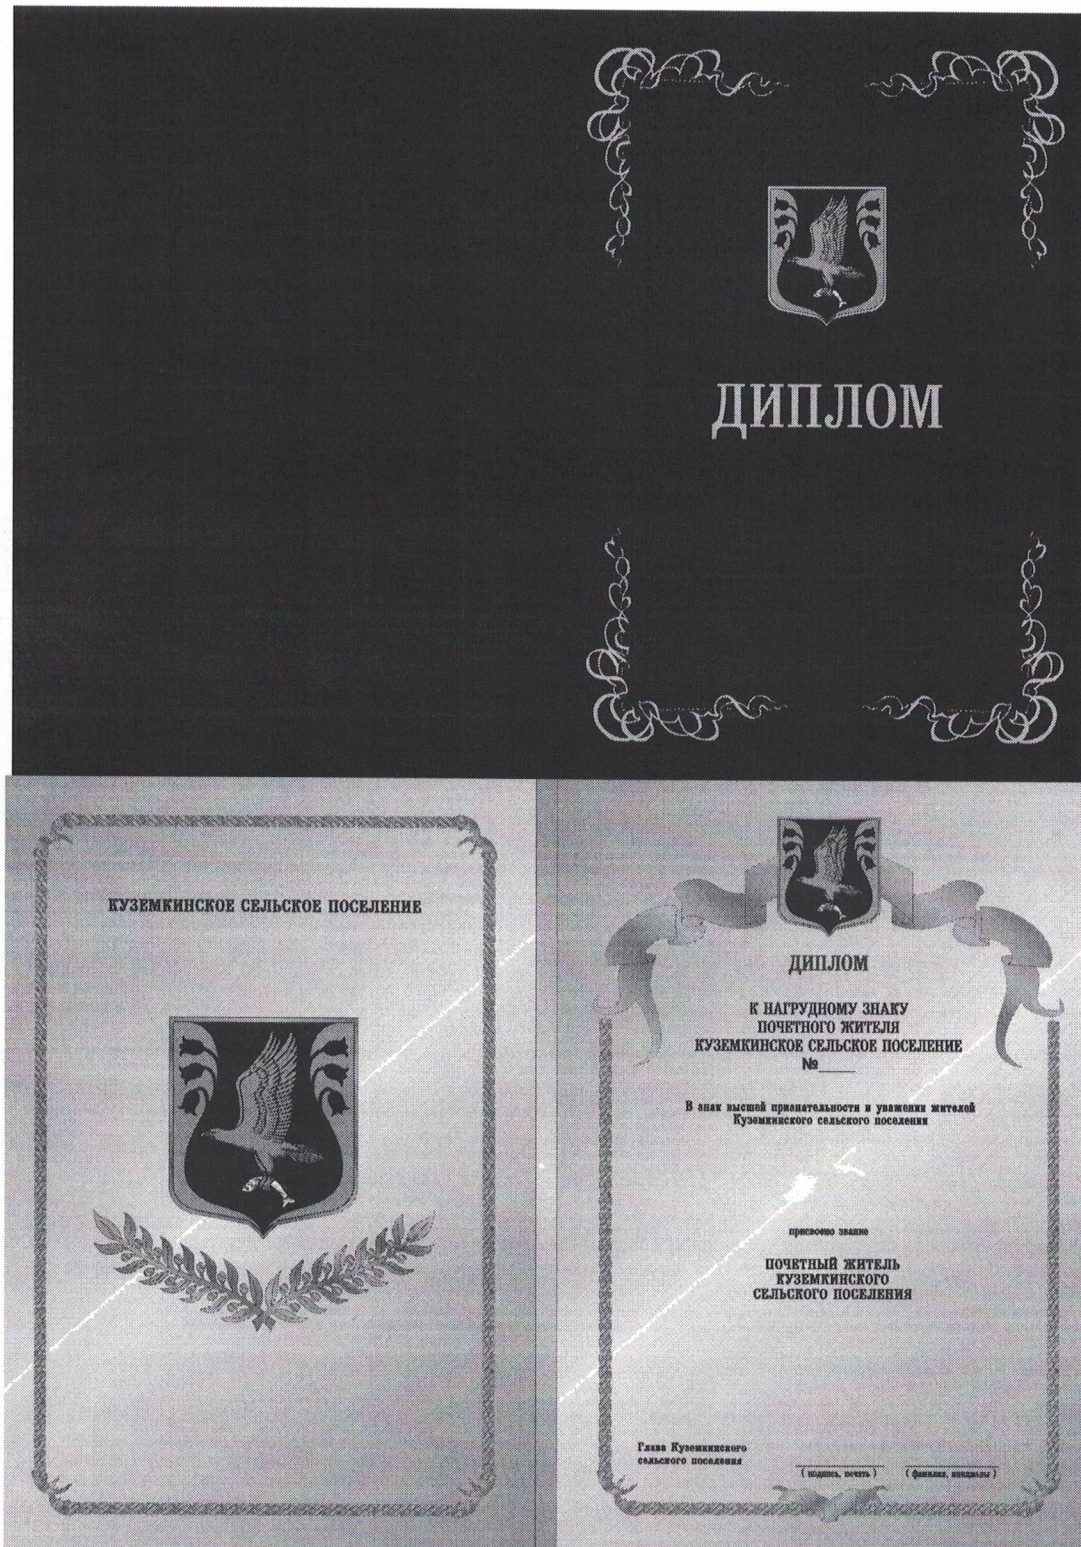 ДИПЛОМ
КУЗЕМКИНСКОЕ СЕЛЬСКОЕ ПОСЕЛЕНИЕ
ДИПЛОМ
К НАГРУДНОМУ ЗНАКУ
ПОЧЕТНОГО ЖИТЕЛЯ
КУЗЕМКИНСКОЕ СЕЛЬСКОЕ ПОСЕЛЕНИЕ
№____
В знак высшей признательности и уважения жителей
Куземкинского сельского поселения
присвоено звание
ПОЧЕТНЫЙ ЖИТЕЛЬ
КУЗЕМКИНСКОГО
СЕЛЬСКОГО ПОСЕЛЕНИЯ
Глава Куземкинского
сельского поселения
( подпись, печать ) ( фамилия, инициалы )